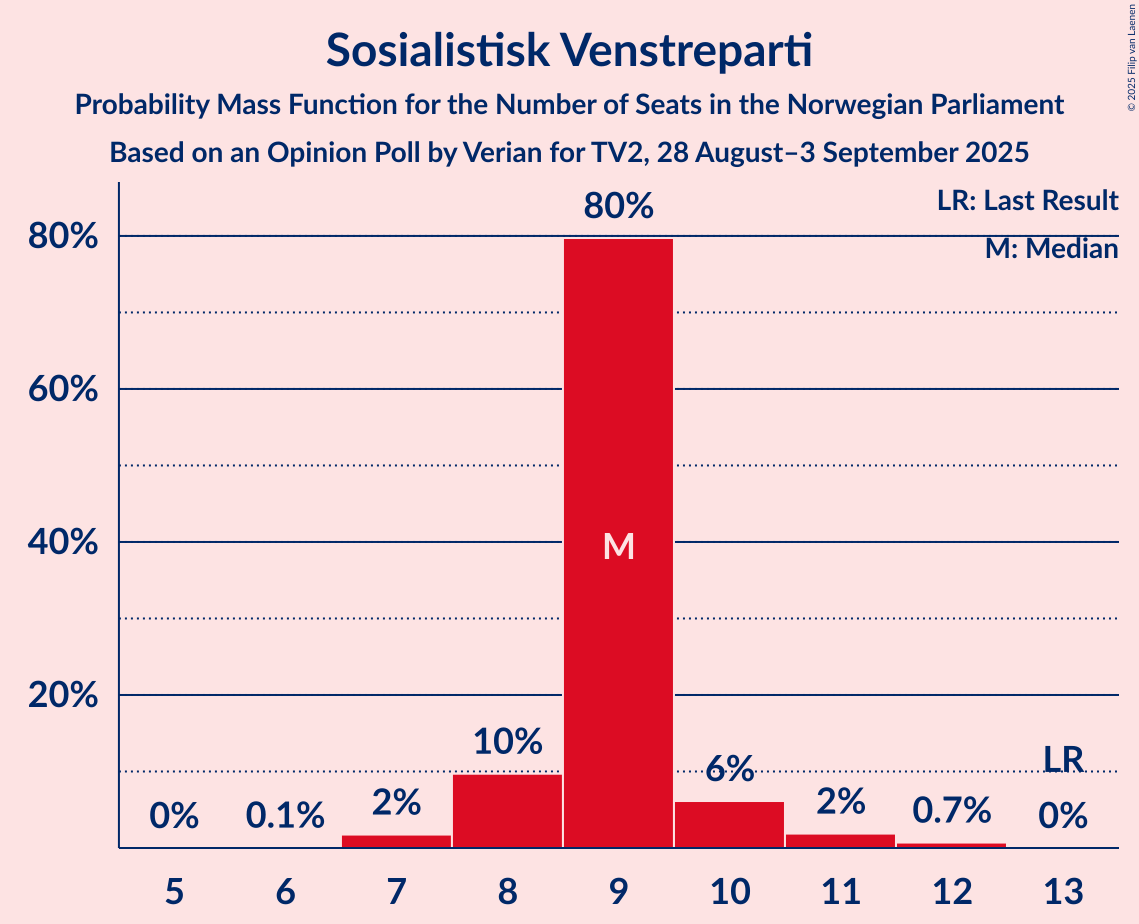 Sosialistisk Venstreparti
Probability Mass Function for the Number of Seats in the Norwegian Parliament
Based on an Opinion Poll by Verian for TV2, 28 August–3 September 2025
© 2025 Filip van Laenen
LR: Last Result
M: Median
80%
60%
40%
20%
0%
0.1%
2%
10%
80%
M
6%
2%
0.7%
LR
0%
5 6 7 8 9 10 11 12 13